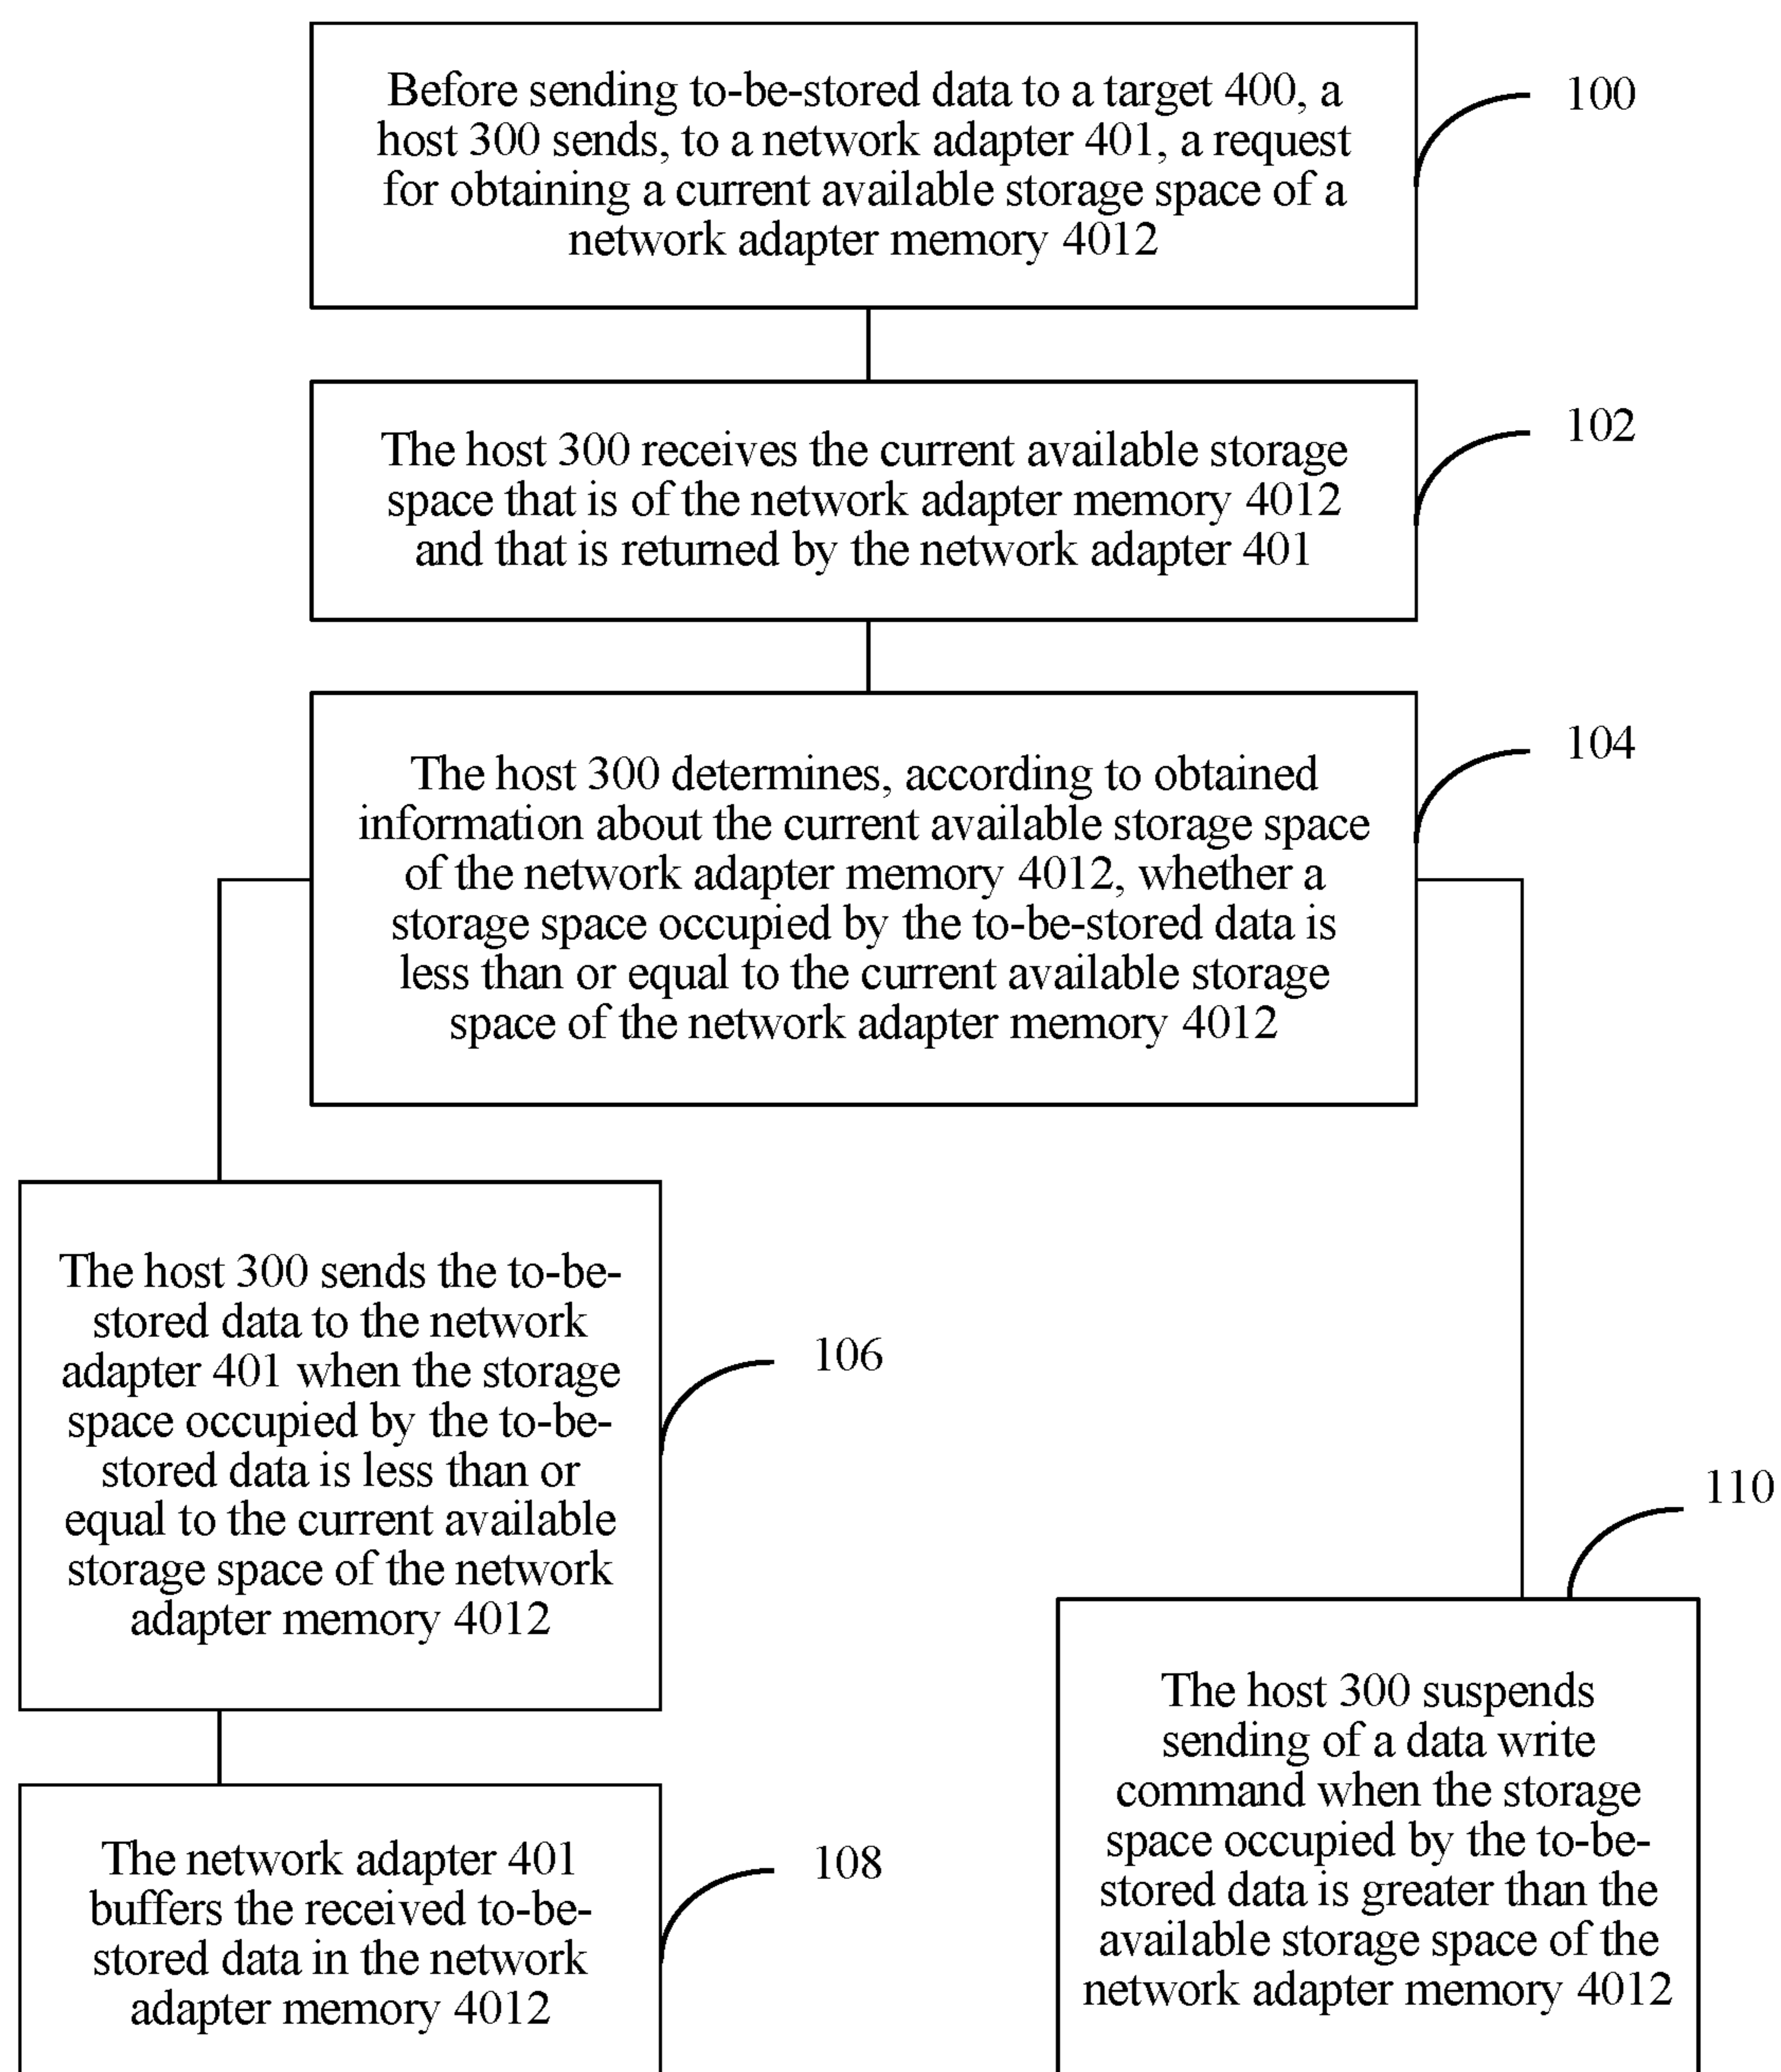 Before sending to-be-stored data to a target 400, a
host 300 sends, to a network adapter 401, a request
for obtaining a current available storage space of a
network adapter memory 4012
100
The host 300 receives the current available storage
space that is of the network adapter memory 4012
and that is returned by the network adapter 401
102
The host 300 determines, according to obtained
information about the current available storage space
of the network adapter memory 4012, whether a
storage space occupied by the to-be-stored data is
less than or equal to the current available storage
space of the network adapter memory 4012
104
The host 300 sends the to-be-
stored data to the network
adapter 401 when the storage
space occupied by the to-be-
stored data is less than or
equal to the current available
storage space of the network
adapter memory 4012
106
The network adapter 401
buffers the received to-be-
stored data in the network
adapter memory 4012
108
110
The host 300 suspends
sending of a data write
command when the storage
space occupied by the to-be-
stored data is greater than the
available storage space of the
network adapter memory 4012